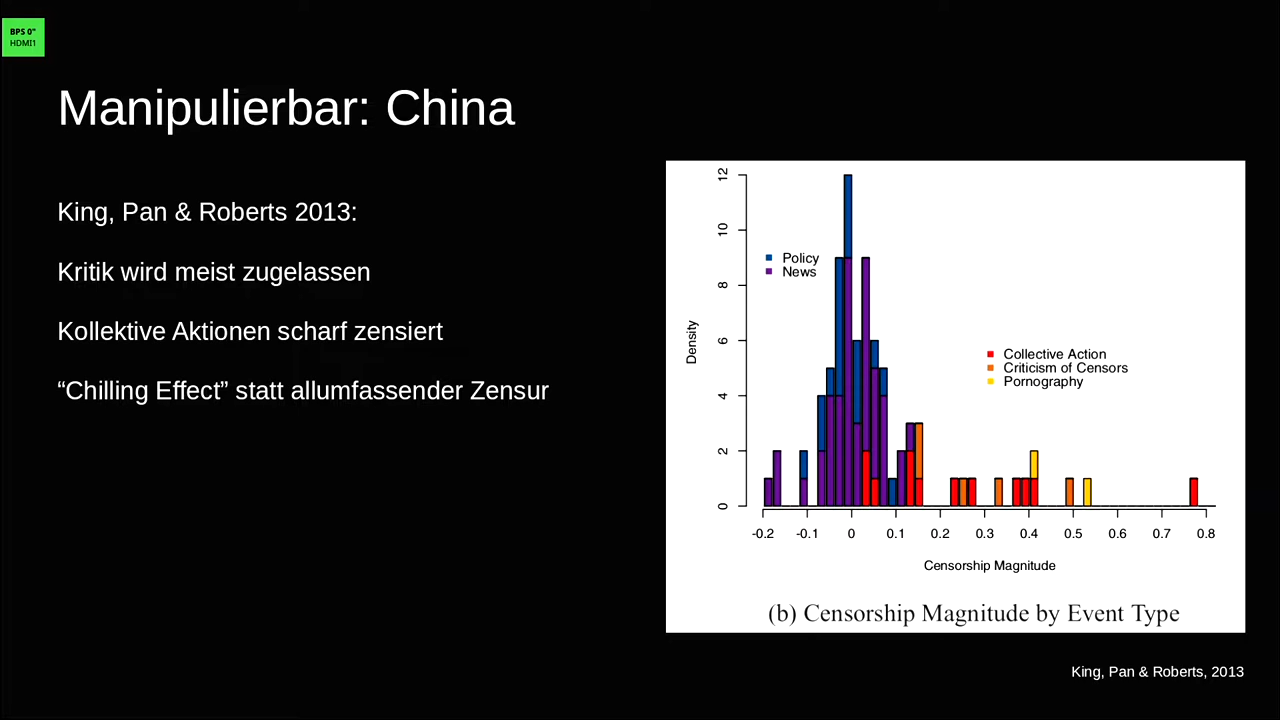 BPS 0"
HDMI1
Manipulierbar: China
King, Pan & Roberts 2013:
Kritik wird meist zugelassen
Kollektive Aktionen scharf zensiert
“Chilling Effect” statt allumfassender Zensur
12
10
8
6
4
2
0
Density
Policy
News
Collective Action
Criticism of Censors
Pornography
-0.2 -0.1 0 0.1 0.2 0.3 0.4 0.5 0.6 0.7 0.8
Censorship Magnitude
(b) Censorship Magnitude by Event Type
King, Pan & Roberts, 2013